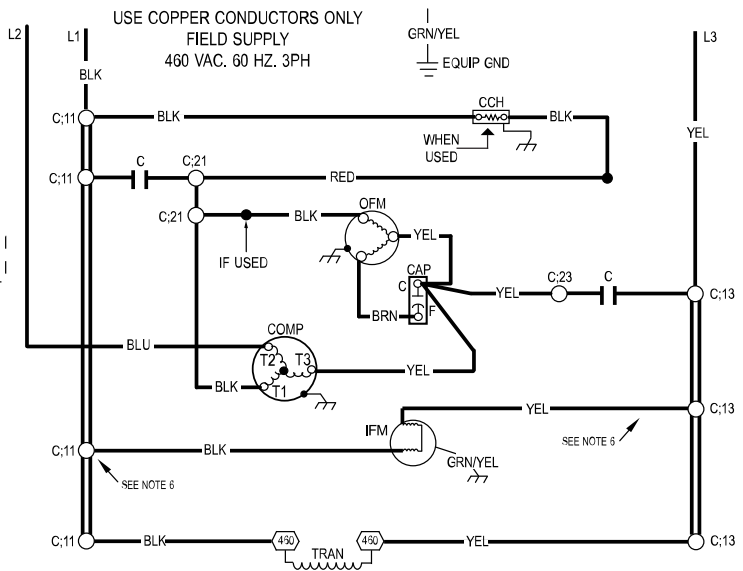 USE COPPER CONDUCTORS ONLY
FIELD SUPPLY
460 VAC. 60 HZ. 3PH
L2
L1
L3
GRN/YEL
EQUIP GND
BLK
YEL
C;11
BLK
CCH
BLK
WHEN
USED
C;11
C
C;21
RED
C;21
BLK
OFM
YEL
IF USED
CAP
C
F
BRN
YEL
C;23
C
C;13
BLU
COMP
T2
T3
T1
BLK
YEL
YEL
C;13
SEE NOTE 6
IFM
C;11
BLK
GRN/YEL
SEE NOTE 6
C;11
BLK
460
TRAN
460
YEL
C;13